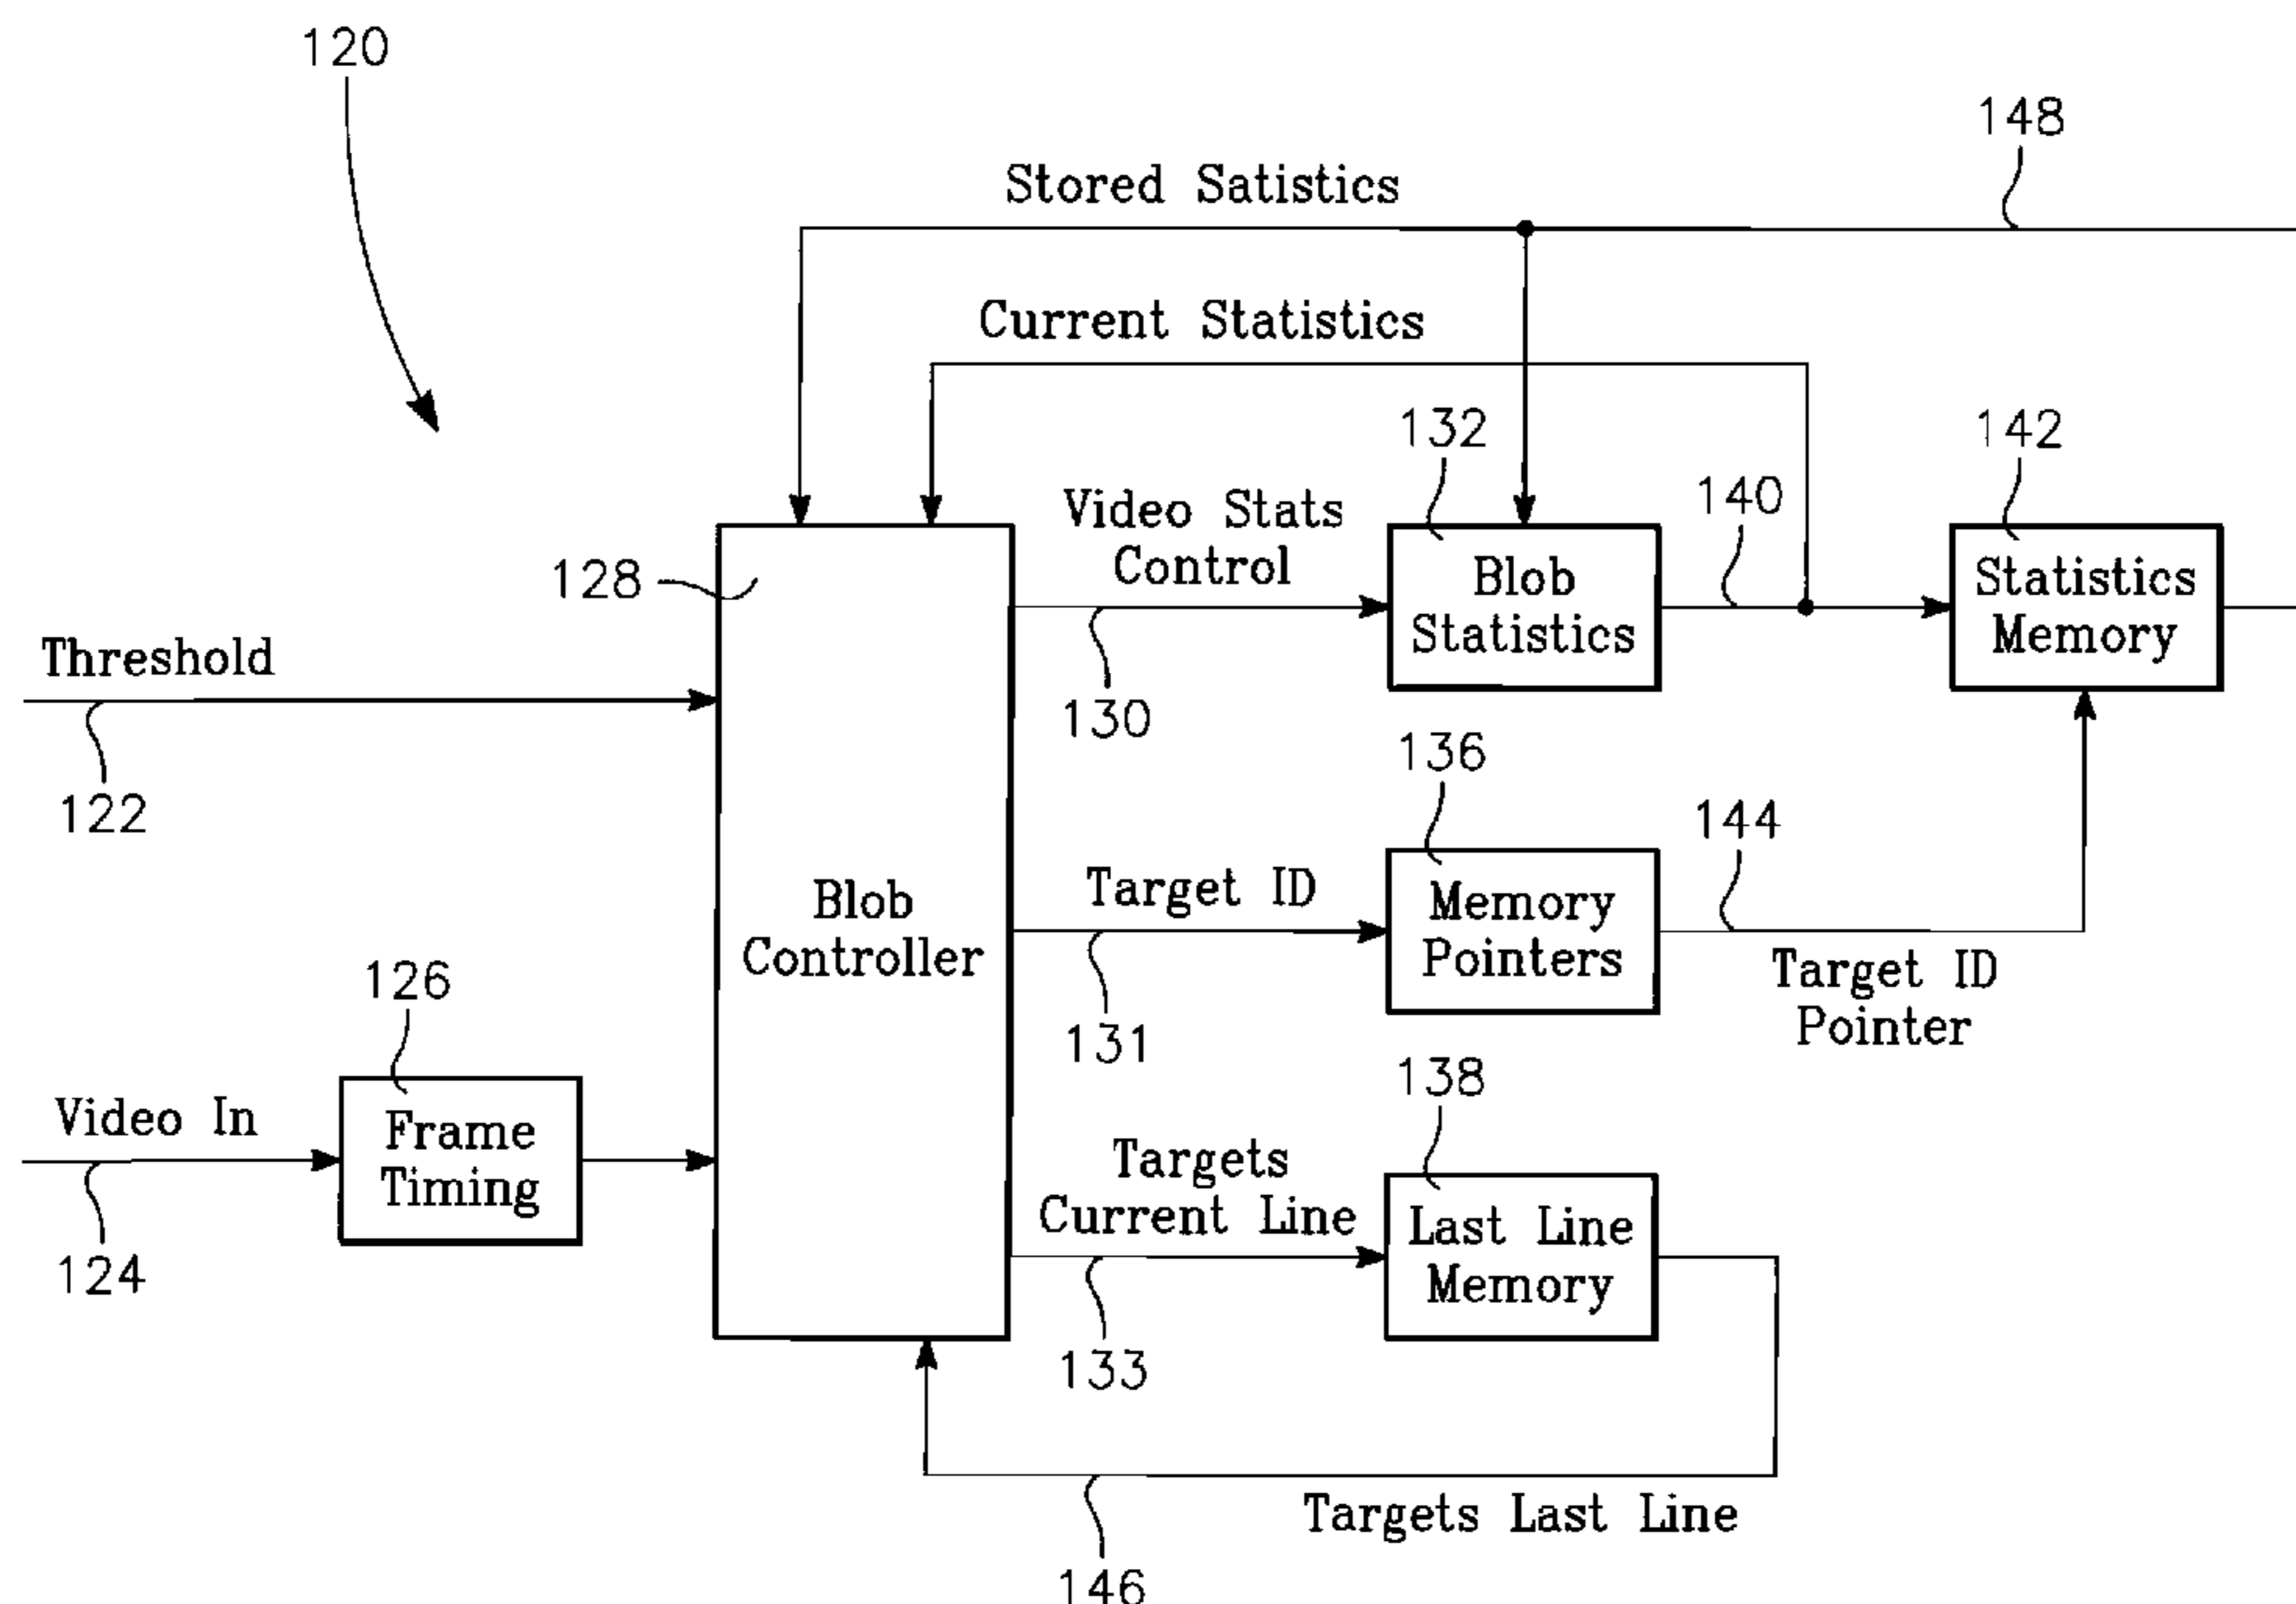 120
148
Stored Satistics
Current Statistics
132
142
140
Video Stats
Control
128
Blob
Statistics
Statistics
Memory
Threshold
130
122
136
144
Target ID
Memory
Pointers
Blob
Controller
Target ID
Pointer
126
131
138
Video In
Frame
Timing
Targets
Current Line
Last Line
Memory
124
133
Targets Last Line
146